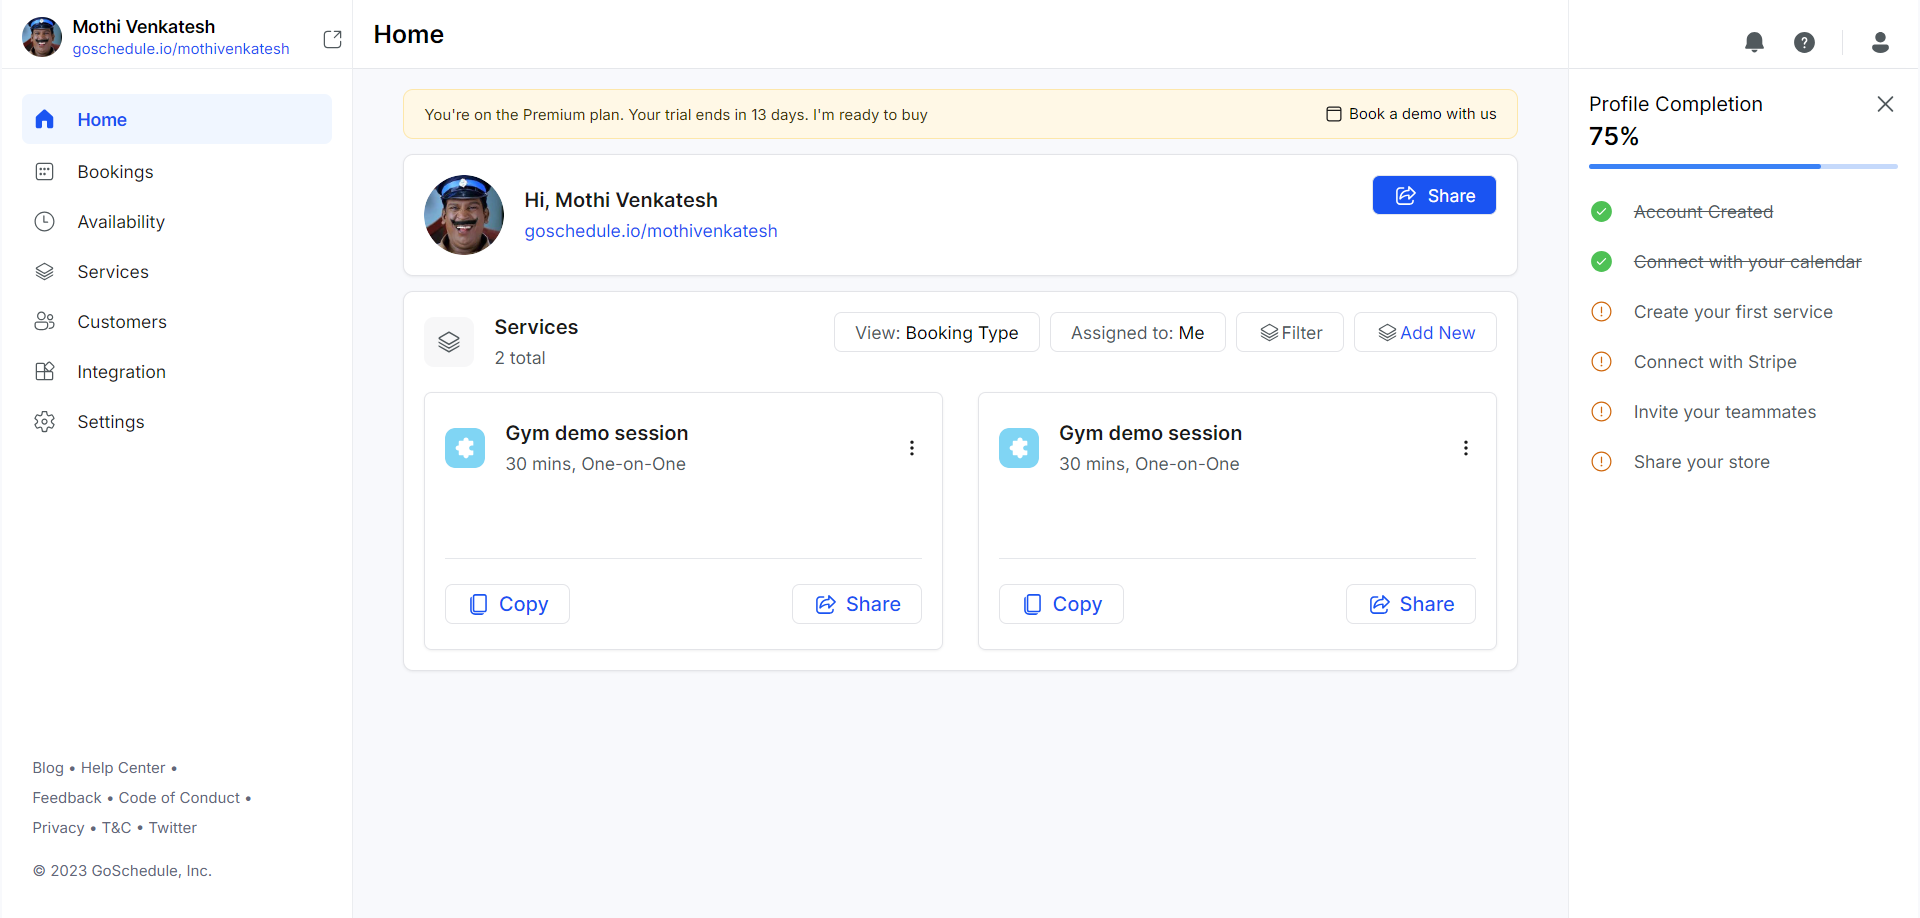 Mothi Venkatesh
goschedule.io/mothivenkatesh
Home
Home
Bookings
Availability
Services
Customers
Integration
Settings
Blog • Help Center •
Feedback • Code of Conduct •
Privacy • T&C • Twitter
© 2023 GoSchedule, Inc.
You're on the Premium plan. Your trial ends in 13 days. I'm ready to buy
Book a demo with us
Hi, Mothi Venkatesh
goschedule.io/mothivenkatesh
Share
Services
2 total
View: Booking Type
Assigned to: Me
Filter
Add New
Gym demo session
30 mins, One-on-One
Copy
Share
Gym demo session
30 mins, One-on-One
Copy
Share
Profile Completion
75%
Account Created
Connect with your calendar
Create your first service
Connect with Stripe
Invite your teammates
Share your store